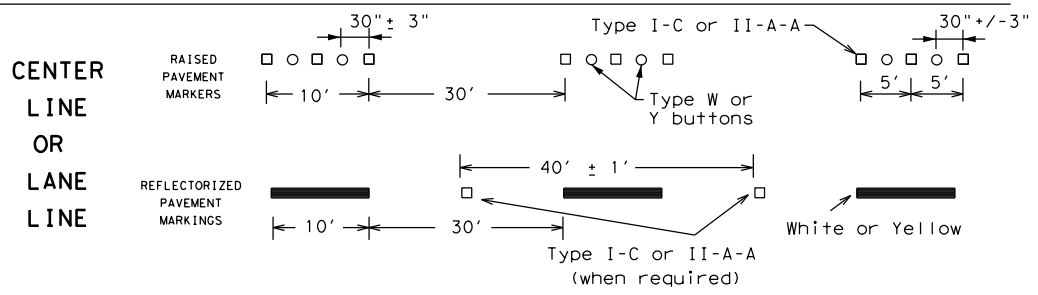 CENTER
LINE
OR
LANE
LINE
RAISED
PAVEMENT
MARKERS
30" ± 3"
10'
30'
Type I-C or II-A-A
Type W or
Y buttons
30"+/-3"
5'
5'
REFLECTORIZED
PAVEMENT
MARKINGS
10'
30'
40' ± 1'
Type I-C or II-A-A
(when required)
White or Yellow